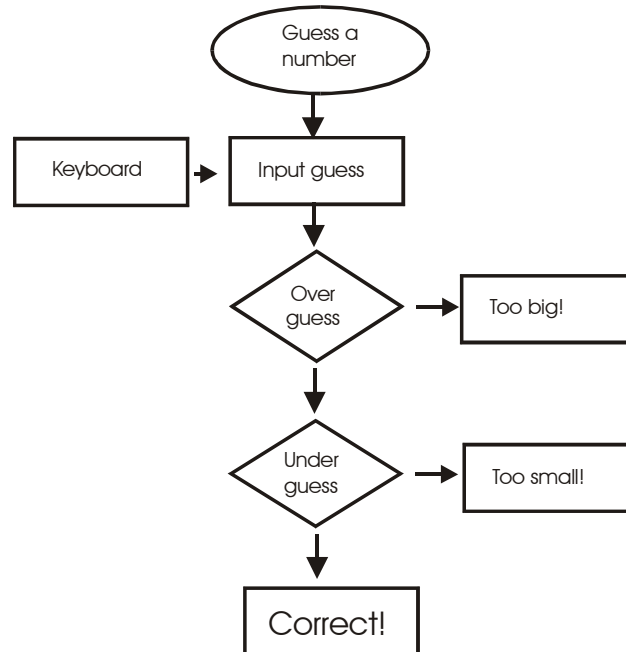 Guess a
number
Keyboard
Input guess
Over
guess
Too big!
Under
guess
Too small!
Correct!